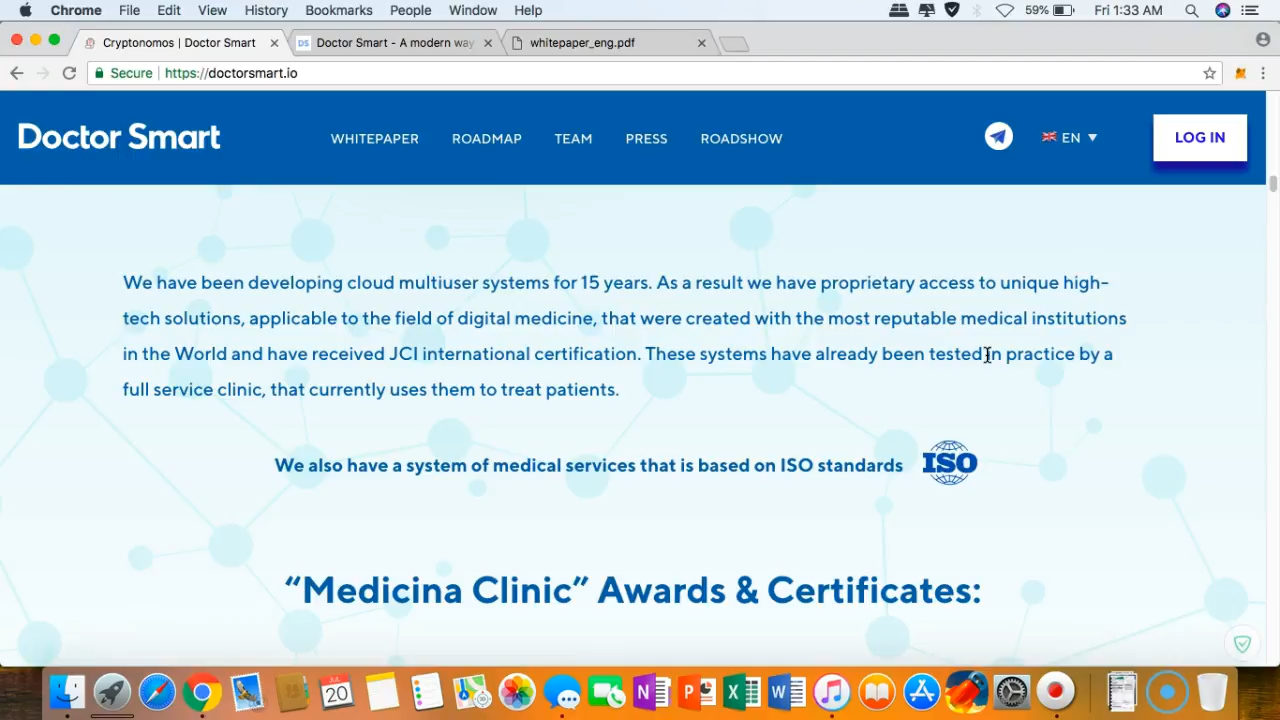 Chrome File Edit View History Bookmarks People Window Help 59% Fri 1:33 AM
Cryptonomos | Doctor Smart
DS Doctor Smart - A modern way
whitepaper_eng.pdf
Secure https://doctorsmart.io
Doctor Smart WHITEPAPER ROADMAP TEAM PRESS ROADSHOW EN LOG IN
We have been developing cloud multiuser systems for 15 years. As a result we have proprietary access to unique high-
tech solutions, applicable to the field of digital medicine, that were created with the most reputable medical institutions
in the World and have received JCI international certification. These systems have already been tested in practice by a
full service clinic, that currently uses them to treat patients.
We also have a system of medical services that is based on ISO standards ISO
“Medicina Clinic” Awards & Certificates:
JUL
20
N P X W